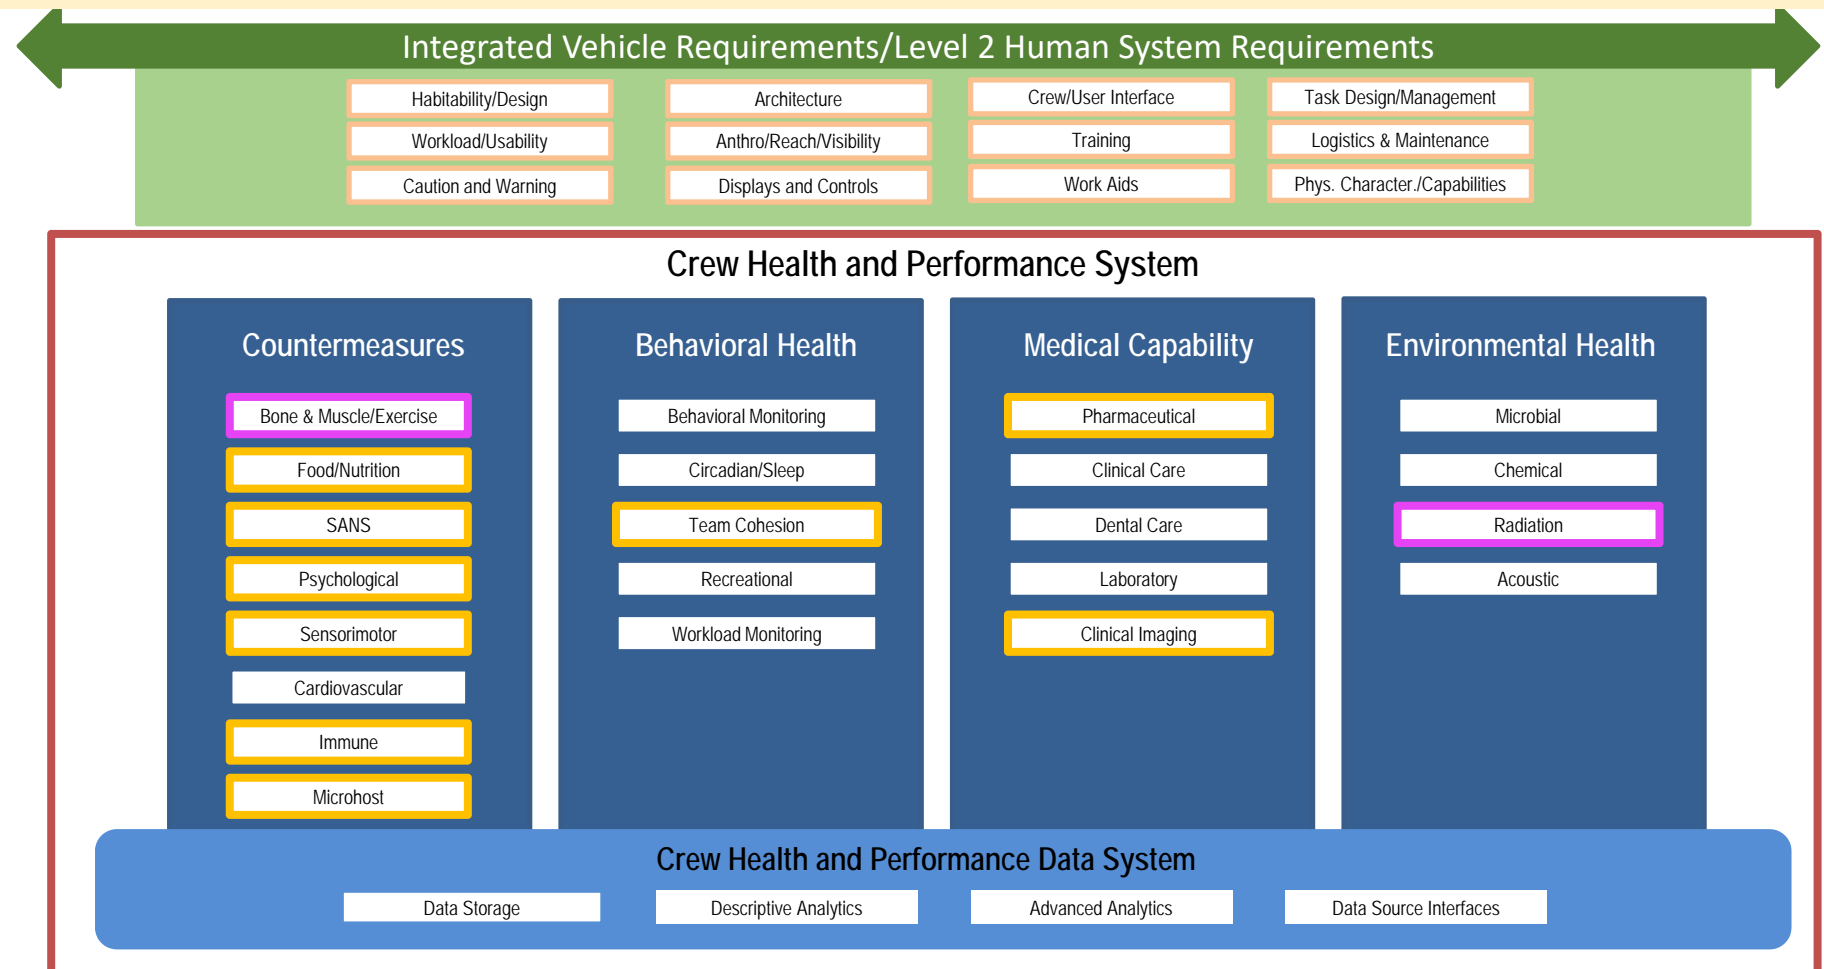 Integrated Vehicle Requirements/Level 2 Human System Requirements
Habitability/Design
Architecture
Crew/User Interface
Task Design/Management
Workload/Usability
Anthro/Reach/Visibility
Training
Logistics & Maintenance
Caution and Warning
Displays and Controls
Work Aids
Phys. Character./Capabilities
Crew Health and Performance System
Countermeasures
Bone & Muscle/Exercise
Food/Nutrition
SANS
Psychological
Sensorimotor
Cardiovascular
Immune
Microhost
Behavioral Health
Behavioral Monitoring
Circadian/Sleep
Team Cohesion
Recreational
Workload Monitoring
Medical Capability
Pharmaceutical
Clinical Care
Dental Care
Laboratory
Clinical Imaging
Environmental Health
Microbial
Chemical
Radiation
Acoustic
Crew Health and Performance Data System
Data Storage
Descriptive Analytics
Advanced Analytics
Data Source Interfaces